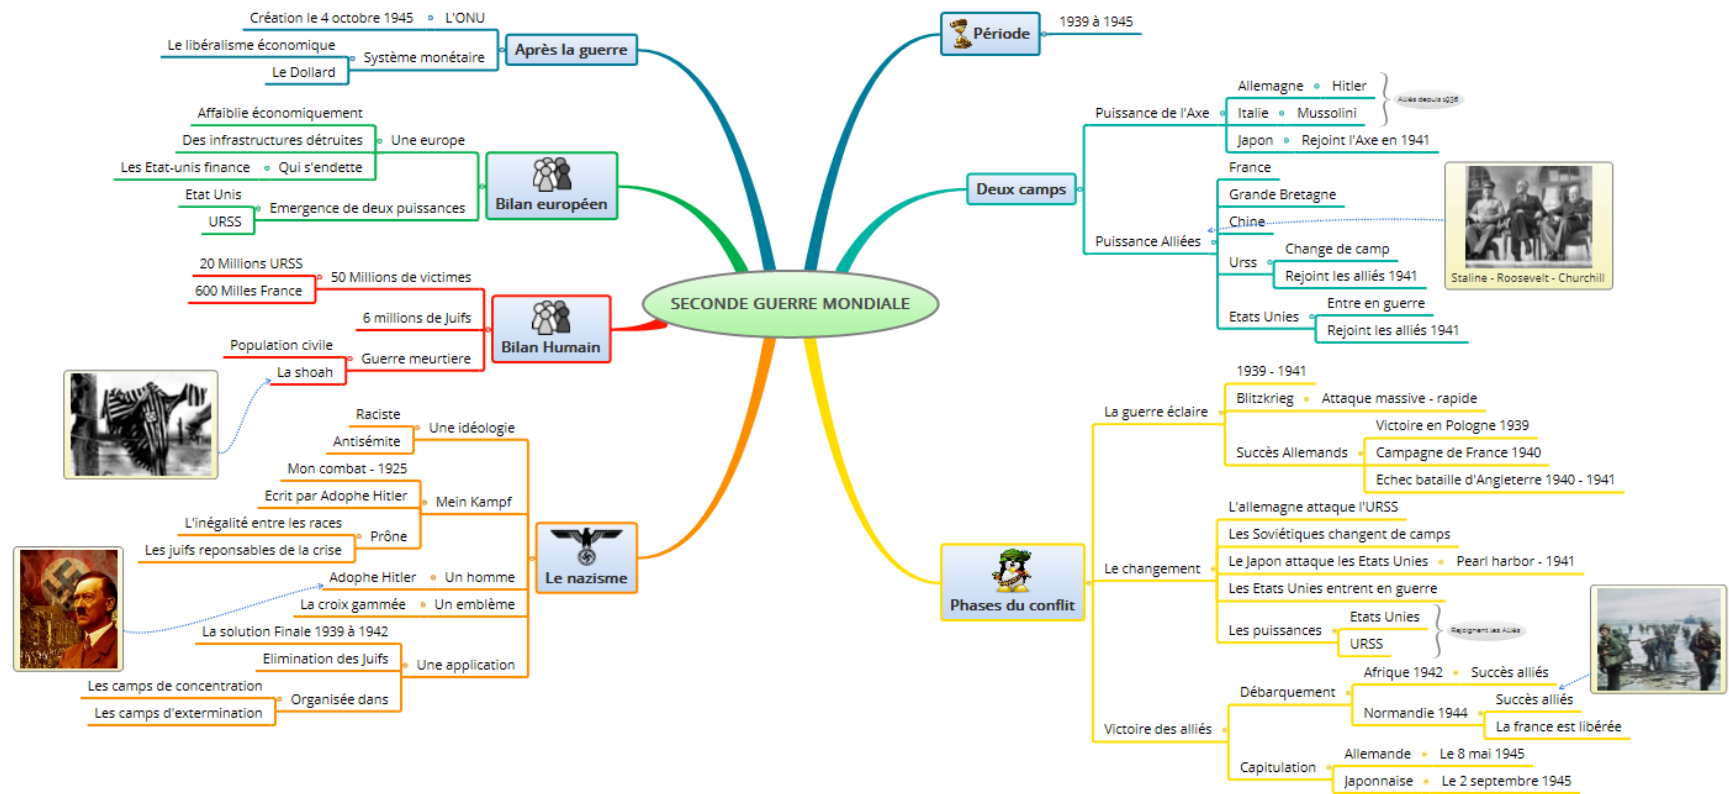 SECONDE GUERRE MONDIALE
Période
1939 à 1945
Deux camps
Puissance de l'Axe
Allemagne
Hitler
Italie
Mussolini
Alliés depuis 1936
Japon
Rejoint l'Axe en 1941
Puissance Alliées
France
Grande Bretagne
Chine
Urss
Change de camp
Rejoint les alliés 1941
Etats Unies
Entre en guerre
Rejoint les alliés 1941
Staline - Roosevelt - Churchill
Phases du conflit
La guerre éclaire
1939 - 1941
Blitzkrieg
Attaque massive - rapide
Succès Allemands
Victoire en Pologne 1939
Campagne de France 1940
Echec bataille d'Angleterre 1940 - 1941
Le changement
L'allemagne attaque l'URSS
Les Soviétiques changent de camps
Le Japon attaque les Etats Unies
Pearl harbor - 1941
Les Etats Unies entrent en guerre
Les puissances
Etats Unies
URSS
Rejoignent les Alliés
Victoire des alliés
Débarquement
Afrique 1942
Succès alliés
Normandie 1944
Succès alliés
La france est libérée
Capitulation
Allemande
Le 8 mai 1945
Japonnaise
Le 2 septembre 1945
Après la guerre
L'ONU
Création le 4 octobre 1945
Système monétaire
Le libéralisme économique
Le Dollard
Bilan européen
Une europe
Affaiblie économiquement
Des infrastructures détruites
Qui s'endette
Les Etat-unis finance
Emergence de deux puissances
Etat Unis
URSS
Bilan Humain
50 Millions de victimes
20 Millions URSS
600 Milles France
6 millions de Juifs
Guerre meurtiere
Population civile
La shoah
Le nazisme
Une idéologie
Raciste
Antisémite
Mein Kampf
Mon combat - 1925
Ecrit par Adophe Hitler
Prône
L'inégalité entre les races
Les juifs reponsables de la crise
Un homme
Adophe Hitler
Un emblème
La croix gammée
Une application
La solution Finale 1939 à 1942
Elimination des Juifs
Organisée dans
Les camps de concentration
Les camps d'extermination